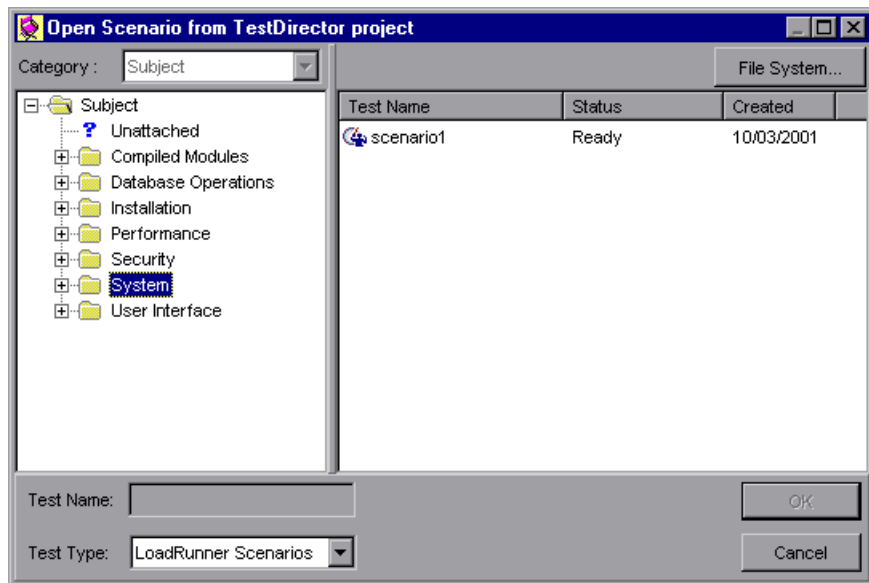 Open Scenario from TestDirector project
Category : Subject
File System...
Subject
Unattached
Compiled Modules
Database Operations
Installation
Performance
Security
System
User Interface
Test Name Status Created
scenario1 Ready 10/03/2001
Test Name:
OK
Test Type: LoadRunner Scenarios
Cancel